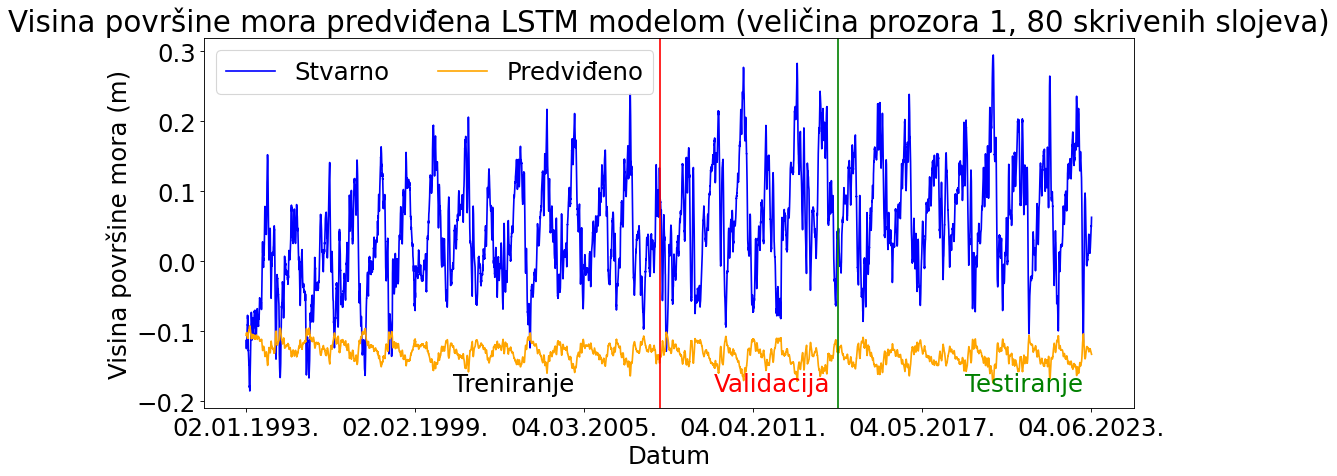 Visina površine mora predviđena LSTM modelom (veličina prozora 1, 80 skrivenih slojeva)
Stvarno
Predviđeno
Visina površine mora (m)
0.3
0.2
0.1
0.0
−0.1
−0.2
Treniranje
Validacija
Testiranje
02.01.1993.
02.02.1999.
04.03.2005.
04.04.2011.
04.05.2017.
04.06.2023.
Datum